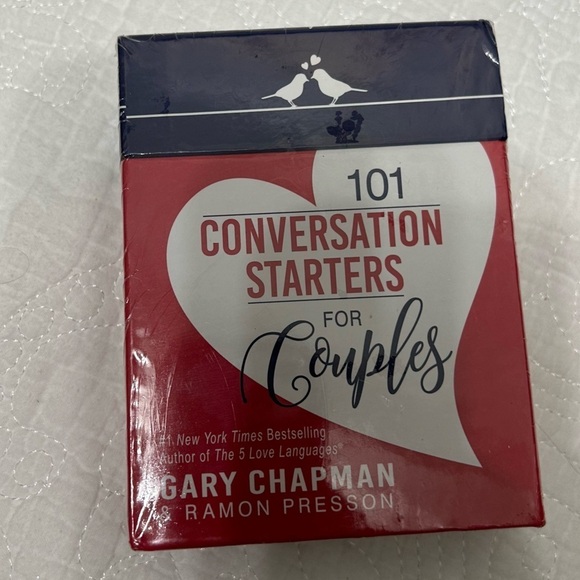 101
CONVERSATION
STARTERS
FOR
Couples
#1 New York Times Bestselling
Author of The 5 Love Languages®
GARY CHAPMAN
& RAMON PRESSON